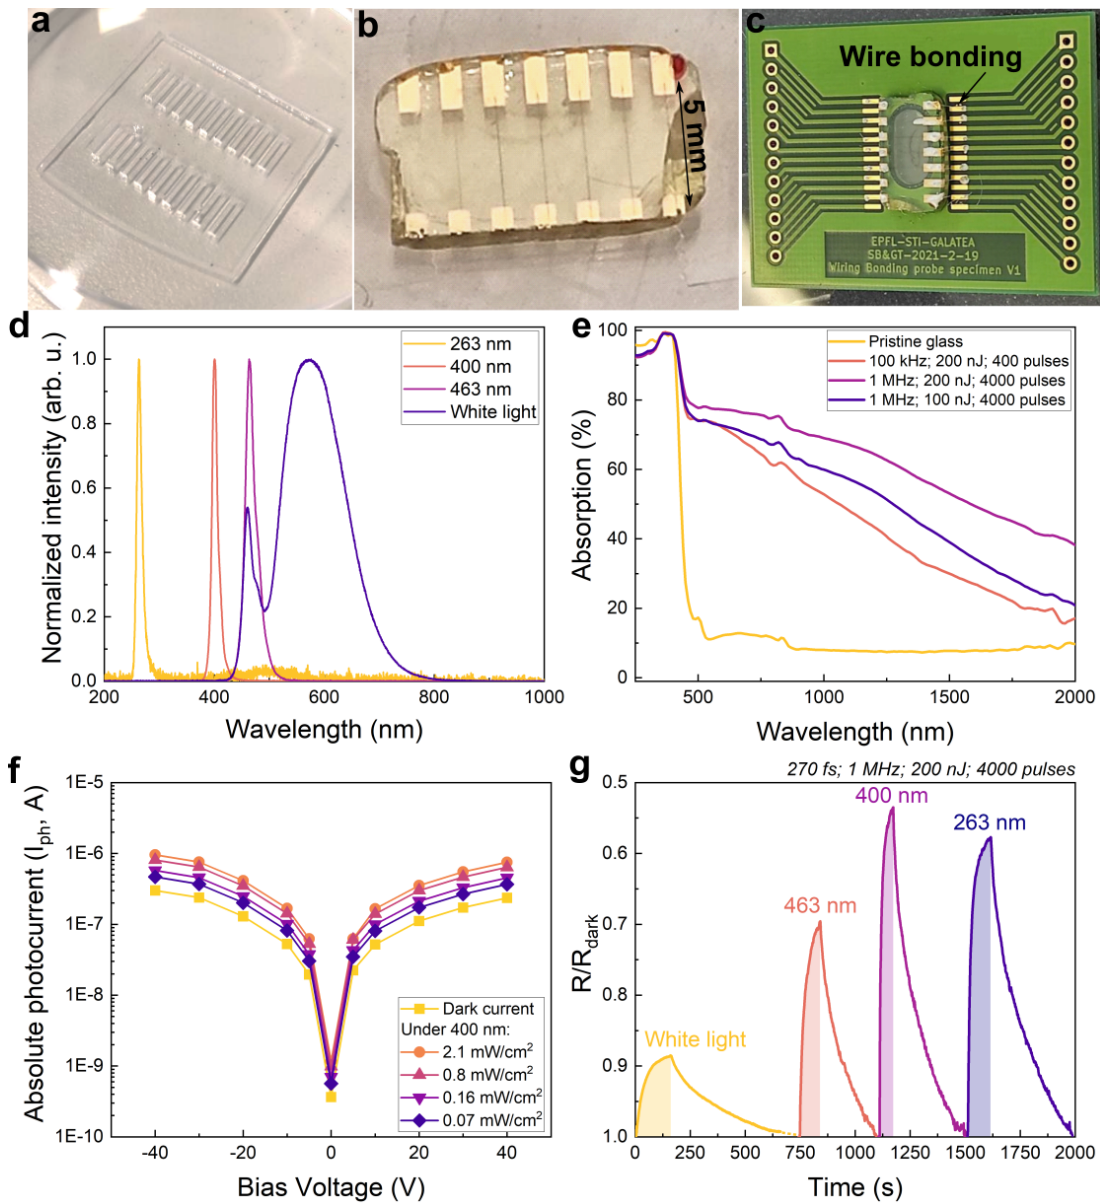 a
b
5 mm
c
Wire bonding
EPFL-STI-GALATEA
SB&GT-2021-2-19
Wiring Bonding probe specimen V1
d
Normalized intensity (arb. u.)
1.0
0.8
0.6
0.4
0.2
0.0
200
400
600
800
1000
Wavelength (nm)
263 nm
400 nm
463 nm
White light
e
Absorption (%)
100
80
60
40
20
0
500
1000
1500
2000
Wavelength (nm)
Pristine glass
100 kHz; 200 nJ; 400 pulses
1 MHz; 200 nJ; 4000 pulses
1 MHz; 100 nJ; 4000 pulses
f
Absolute photocurrent (Iph, A)
1E-5
1E-6
1E-7
1E-8
1E-9
1E-10
-40
-20
0
20
40
Bias Voltage (V)
Dark current
Under 400 nm:
2.1 mW/cm²
0.8 mW/cm²
0.16 mW/cm²
0.07 mW/cm²
g
270 fs; 1 MHz; 200 nJ; 4000 pulses
R/Rdark
0.5
0.6
0.7
0.8
0.9
1.0
White light
463 nm
400 nm
263 nm
0
250
500
750
1000
1250
1500
1750
2000
Time (s)